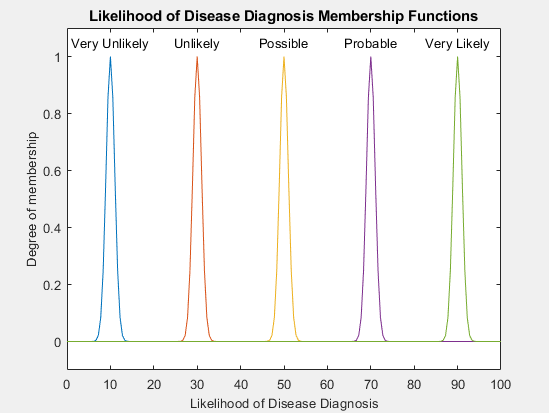 Likelihood of Disease Diagnosis Membership Functions
Very Unlikely Unlikely Possible Probable Very Likely
1
0.8
0.6
0.4
0.2
0
Degree of membership
0 10 20 30 40 50 60 70 80 90 100
Likelihood of Disease Diagnosis